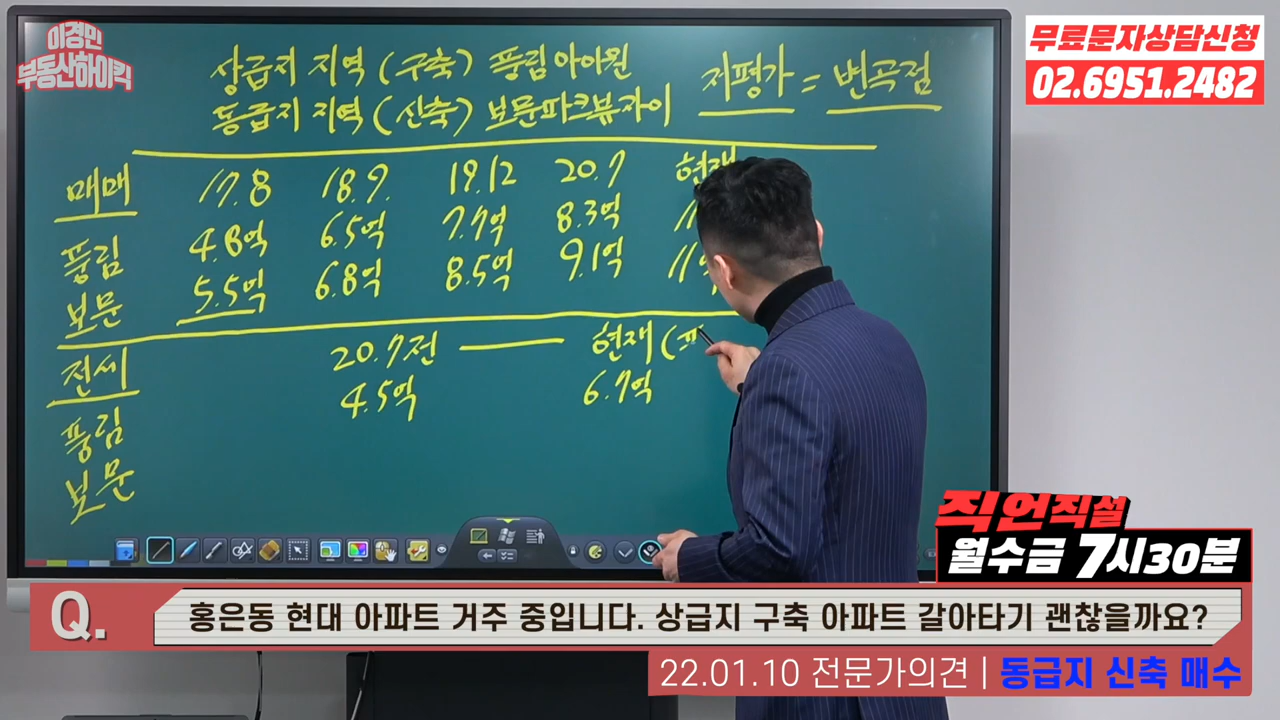 이경민
부동산하이킥
무료문자상담신청
02.6951.2482
상급지 지역 (구축) 풍림아이원
동급지 지역 (신축) 보문파크뷰자이
저평가 = 변곡점
매매 17.8 18.9. 19.12 20.7 현재
풍림 4.8억 6.5억 7.7억 8.3억
보문 5.5억 6.8억 8.5억 9.1억 11억
전세 20.7전 — 현재 (
4.5억 6.7억
풍림
보문
직언직설
월수금 7시30분
Q. 홍은동 현대 아파트 거주 중입니다. 상급지 구축 아파트 갈아타기 괜찮을까요?
22.01.10 전문가의견 | 동급지 신축 매수